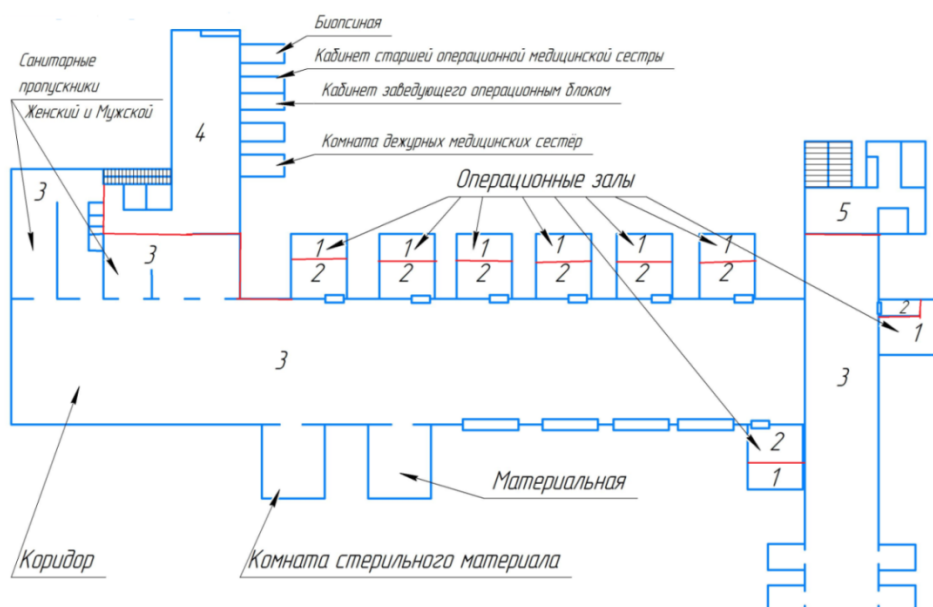 Биопсиная
Кабинет старшей операционной медицинской сестры
Санитарные
пропускники
Женский и Мужской
Кабинет заведующего операционным блоком
4
Комната дежурных медицинских сестёр
Операционные залы
3
5
3
1 1 1 1 1 1
2 2 2 2 2 2
2
1
3
3
2
1
Материальная
Коридор
Комната стерильного материала